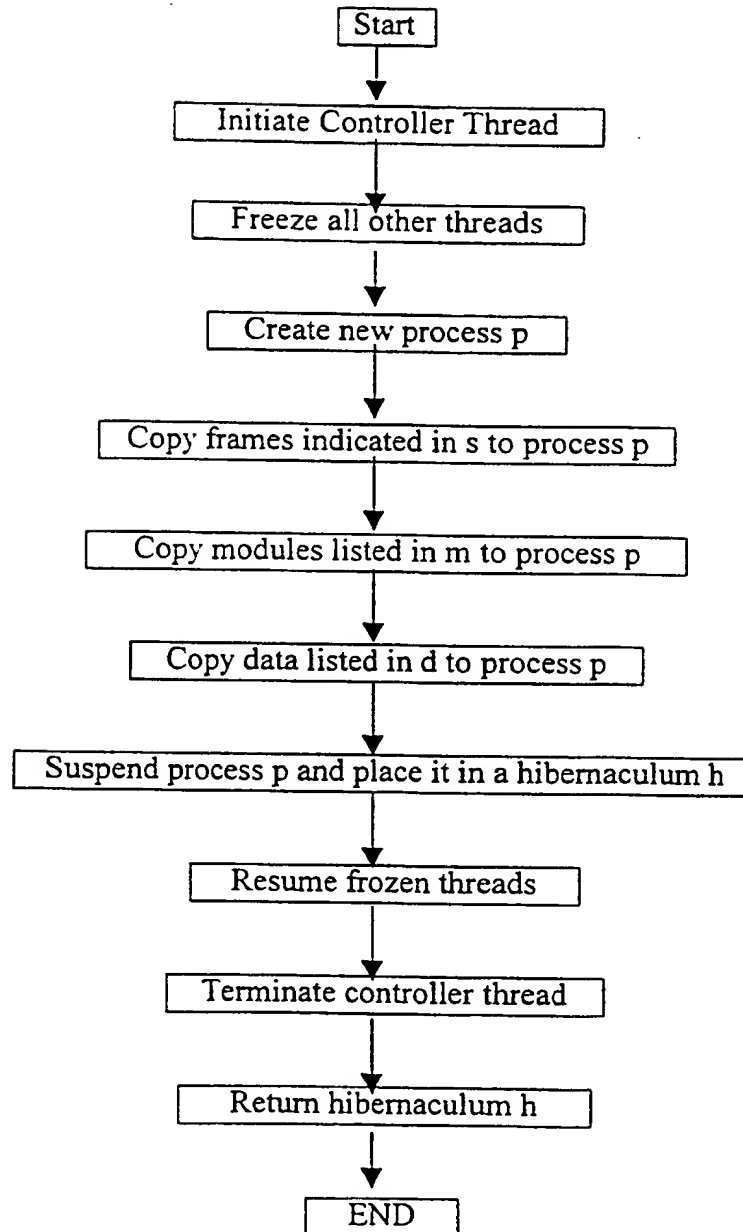 Start
Initiate Controller Thread
Freeze all other threads
Create new process p
Copy frames indicated in s to process p
Copy modules listed in m to process p
Copy data listed in d to process p
Suspend process p and place it in a hibernaculum h
Resume frozen threads
Terminate controller thread
Return hibernaculum h
END